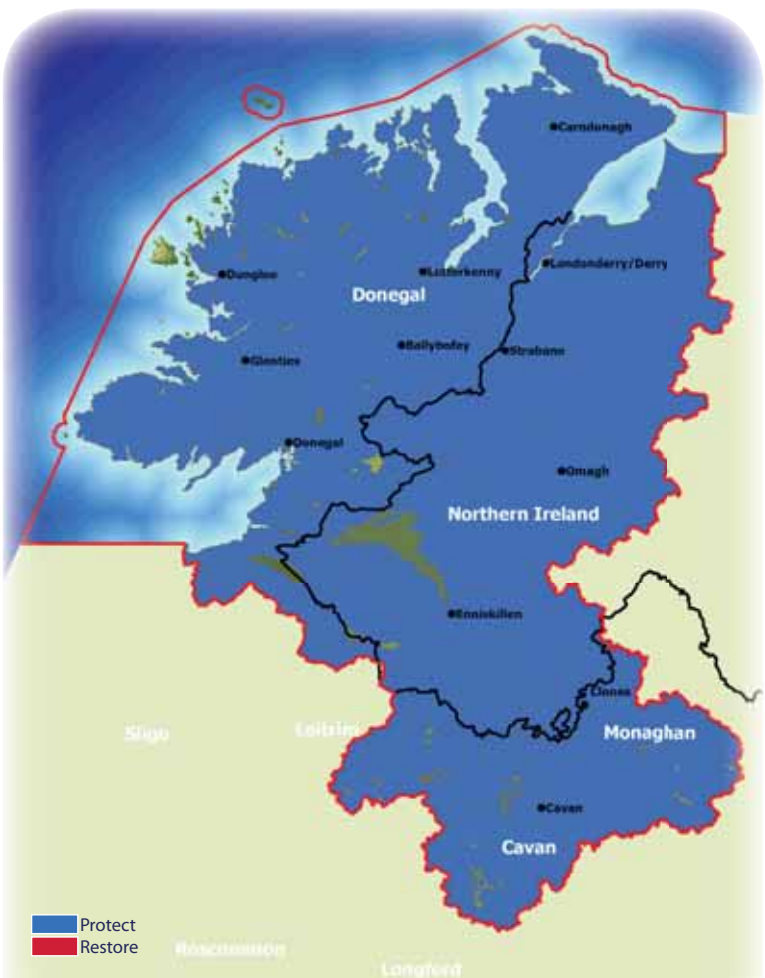 Carndonagh
Londonderry/Derry
Dungloe
Letterkenny
Donegal
Ballybofey
Strabane
Glenties
Donegal
Omagh
Northern Ireland
Enniskillen
Clones
Sligo
Leitrim
Monaghan
Cavan
Cavan
Protect
Restore
Roscommon
Longford